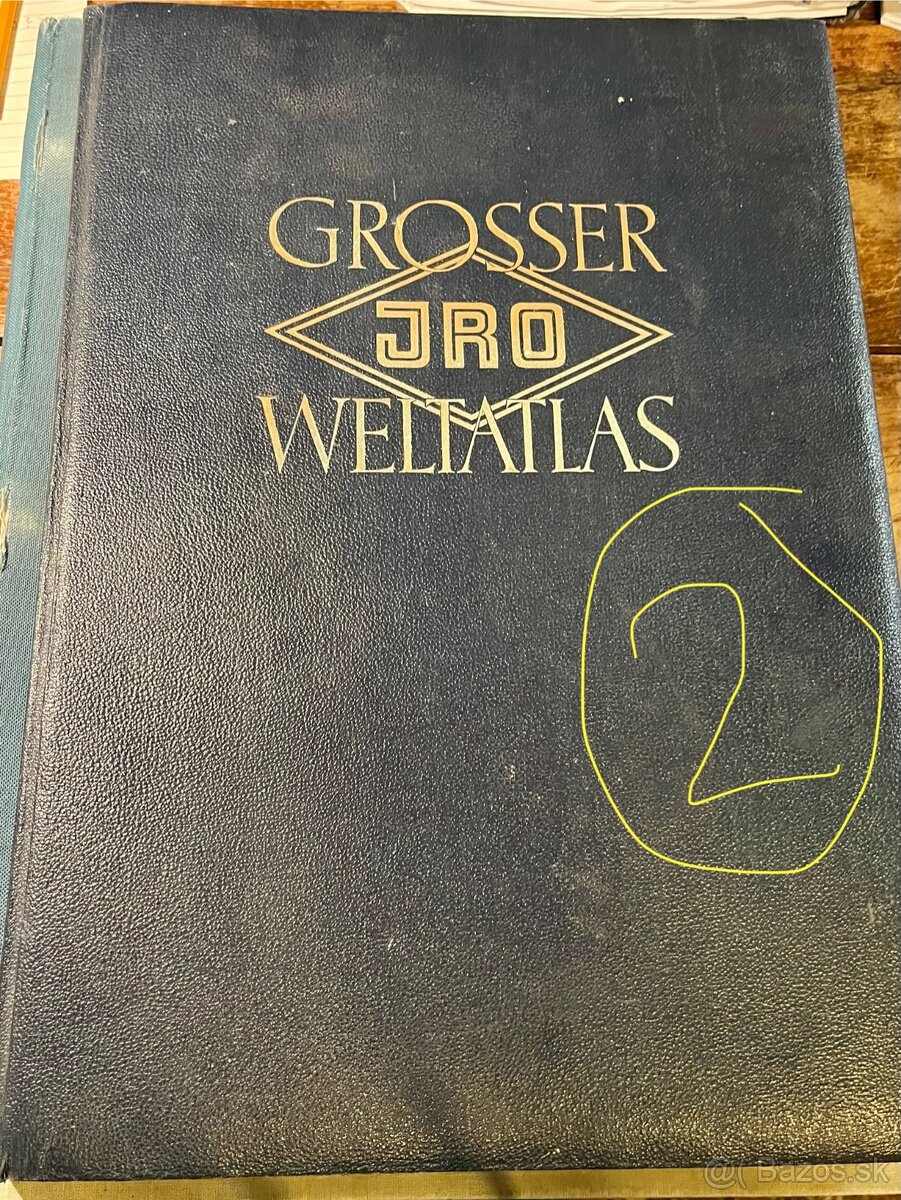 GROSSER
JRO
WELTATLAS
2
@ Bazos.sk